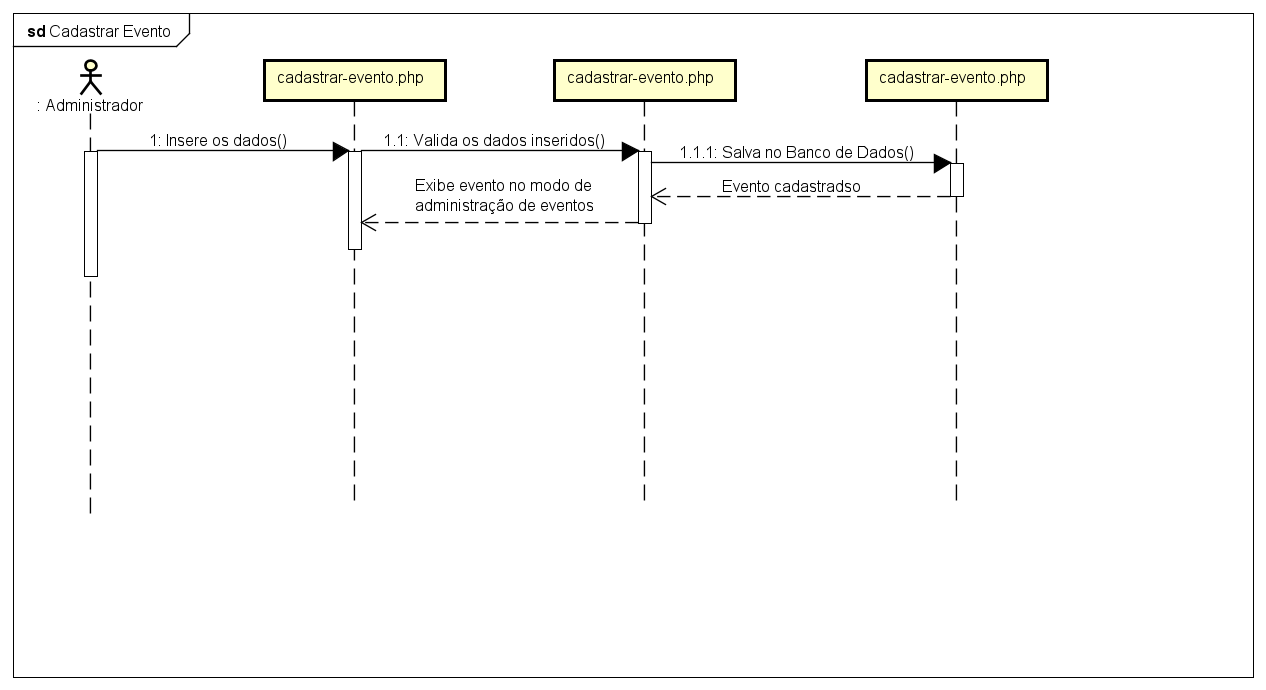 sd Cadastrar Evento
: Administrador
cadastrar-evento.php
cadastrar-evento.php
cadastrar-evento.php
1: Insere os dados()
1.1: Valida os dados inseridos()
1.1.1: Salva no Banco de Dados()
Evento cadastradso
Exibe evento no modo de
administração de eventos